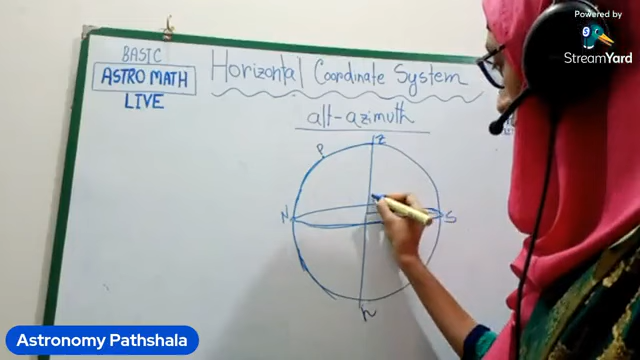 Powered by
StreamYard
BASIC
ASTRO MATH
LIVE
Horizontal Coordinate System
alt-azimuth
P
Z
N
S
n
Astronomy Pathshala